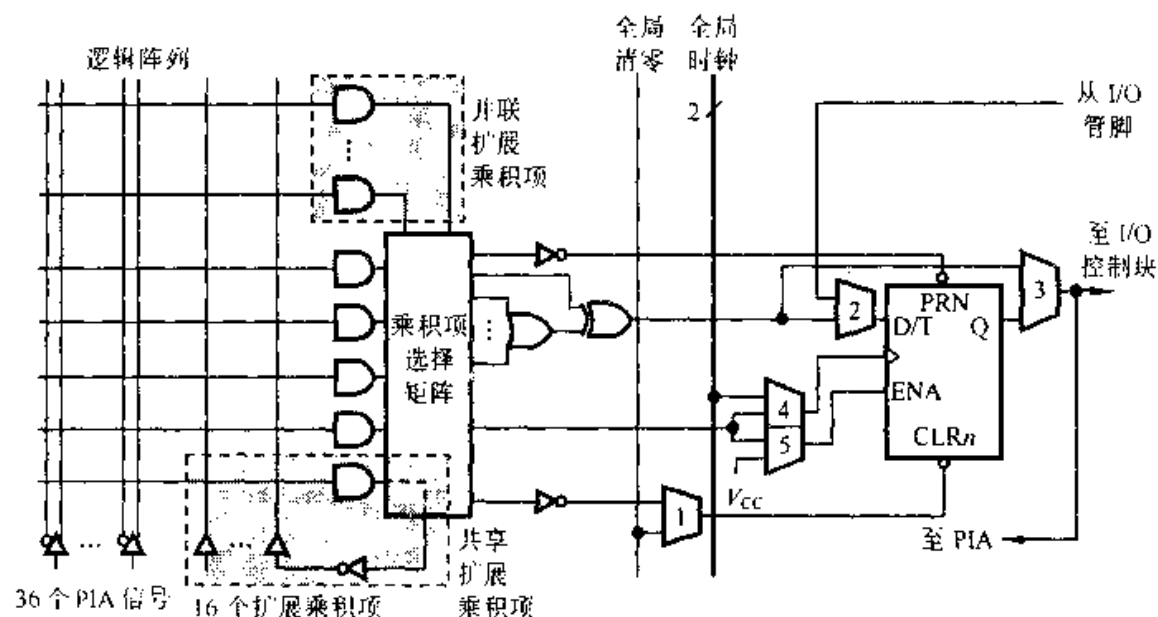 逻辑阵列
全局
清零
全局
时钟
2
从 I/O
管脚
并联
扩展
乘积项
至 I/O
控制块
乘积项
选择
矩阵
PRN
D/T
Q
ENA
CLRn
1
2
3
4
5
VCC
至 PIA
共享
扩展
乘积项
36 个 PIA 信号
16 个扩展乘积项